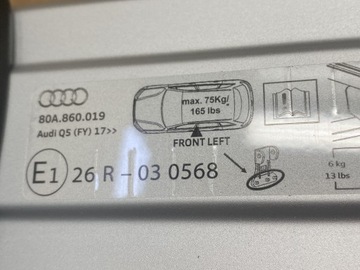 80A.860.019
Audi Q5 (FY) 17>>
max. 75Kg/
165 lbs
FRONT LEFT
E1 26 R - 03 0568
6 kg
13 lbs